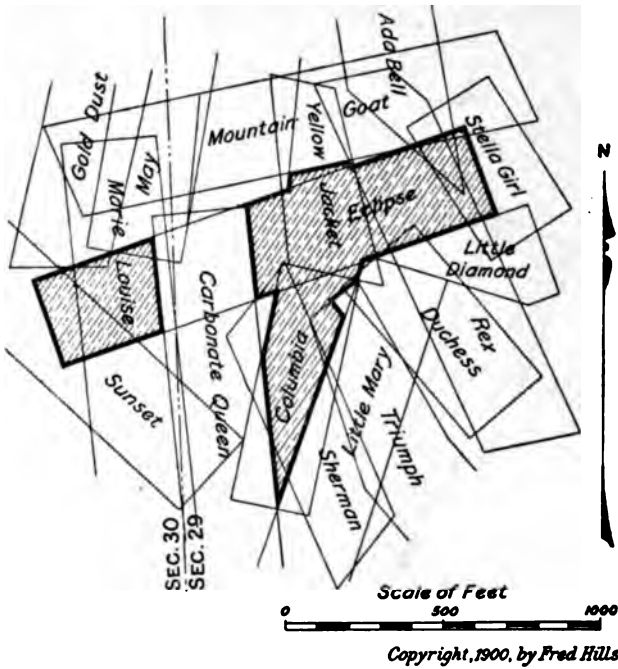 Ada Bell
Gold Dust
Mountain
Yellow
Jacket
Goat
Stella Girl
Marie
Louise
May
Eclipse
Little
Diamond
Carbonate Queen
Columbia
Rex
Duchess
Sunset
Little Mary
Triumph
Sherman
N
SEC. 30
SEC. 29
Scale of Feet
0 500 1000
Copyright, 1900, by Fred Hills